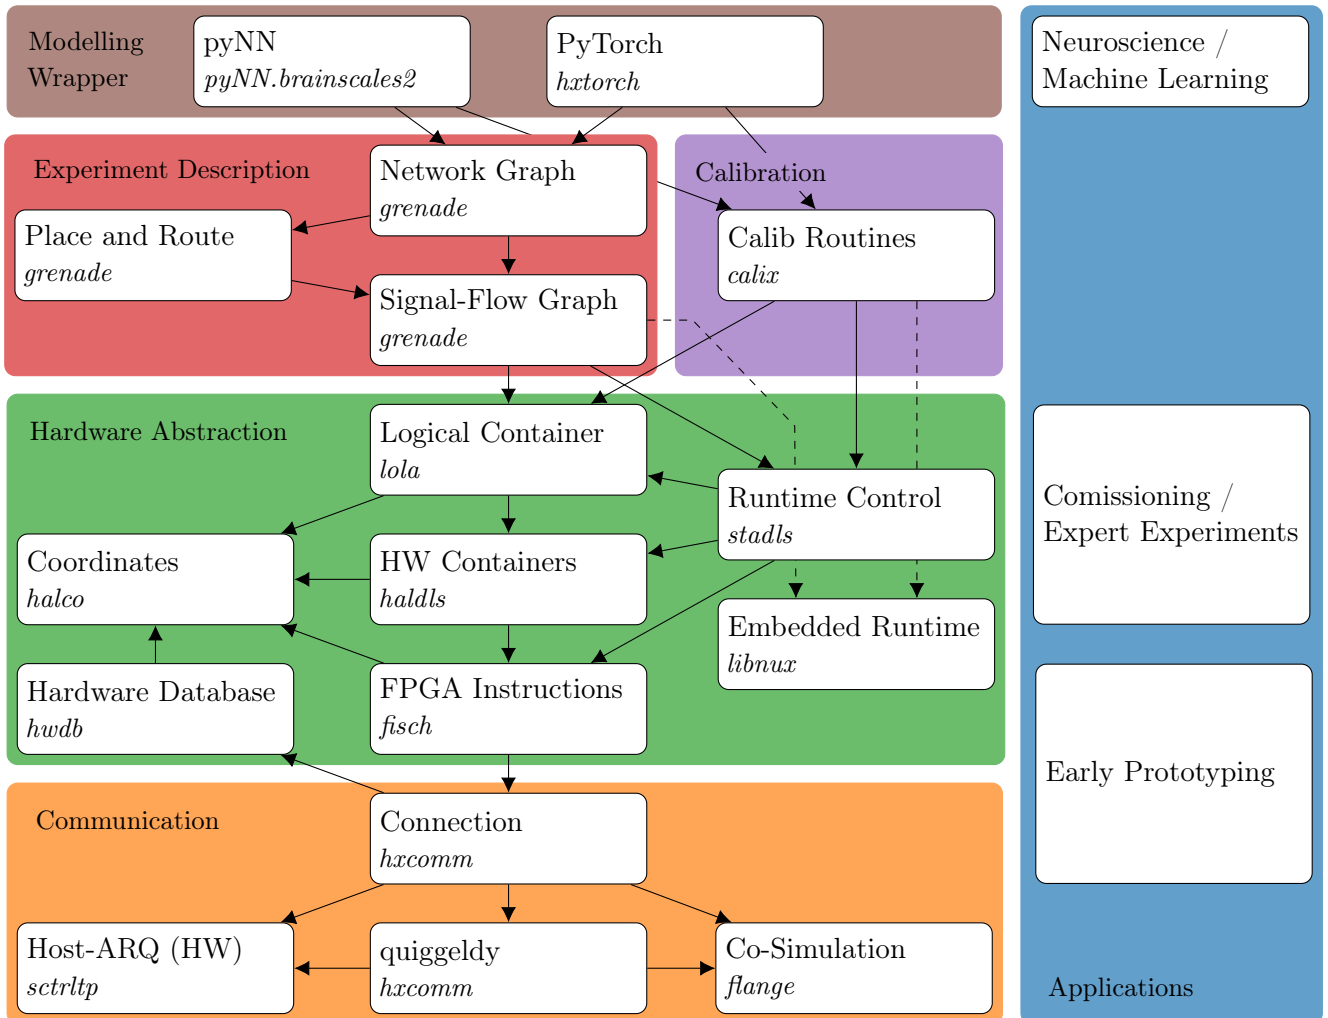 Modelling
Wrapper
pyNN
pyNN.brainscales2
PyTorch
hxtorch
Neuroscience /
Machine Learning
Experiment Description
Network Graph
grenade
Place and Route
grenade
Signal-Flow Graph
grenade
Calibration
Calib Routines
calix
Hardware Abstraction
Logical Container
lola
Runtime Control
stadls
Coordinates
halco
HW Containers
haldls
Embedded Runtime
libnux
Hardware Database
hwdb
FPGA Instructions
fisch
Comissioning /
Expert Experiments
Early Prototyping
Communication
Connection
hxcomm
Host-ARQ (HW)
sctrltp
quiggeldy
hxcomm
Co-Simulation
flange
Applications